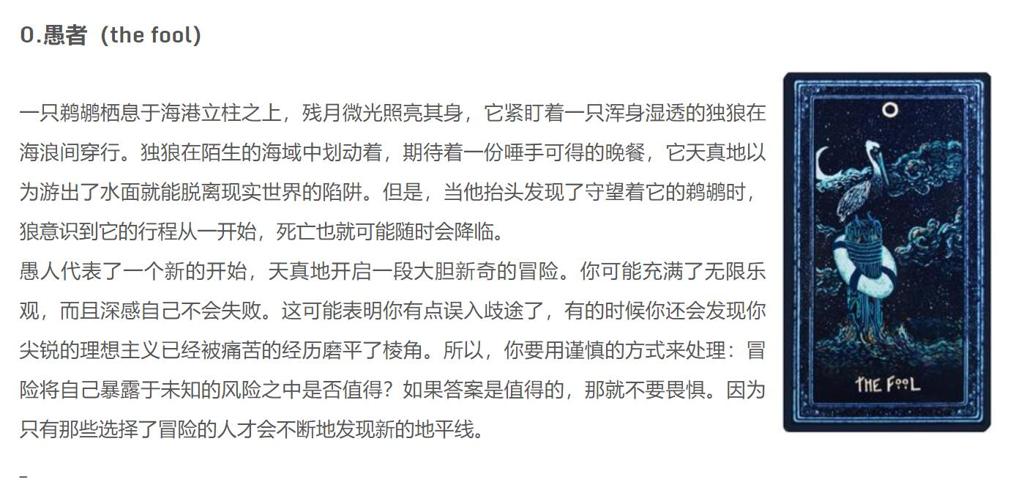 0.愚者（the fool）
一只鹈鹕栖息于海港立柱之上，残月微光照亮其身，它紧盯着一只浑身湿透的独狼在
海浪间穿行。独狼在陌生的海域中划动着，期待着一份唾手可得的晚餐，它天真地以
为游出了水面就能脱离现实世界的陷阱。但是，当他抬头发现了守望着它的鹈鹕时，
狼意识到它的行程从一开始，死亡也就可能随时会降临。
愚人代表了一个新的开始，天真地开启一段大胆新奇的冒险。你可能充满了无限乐
观，而且深感自己不会失败。这可能表明你有点误入歧途了，有的时候你还会发现你
尖锐的理想主义已经被痛苦的经历磨平了棱角。所以，你要用谨慎的方式来处理：冒
险将自己暴露于未知的风险之中是否值得？如果答案是值得的，那就不要畏惧。因为
只有那些选择了冒险的人才会不断地发现新的地平线。
–
0
THE FOOL